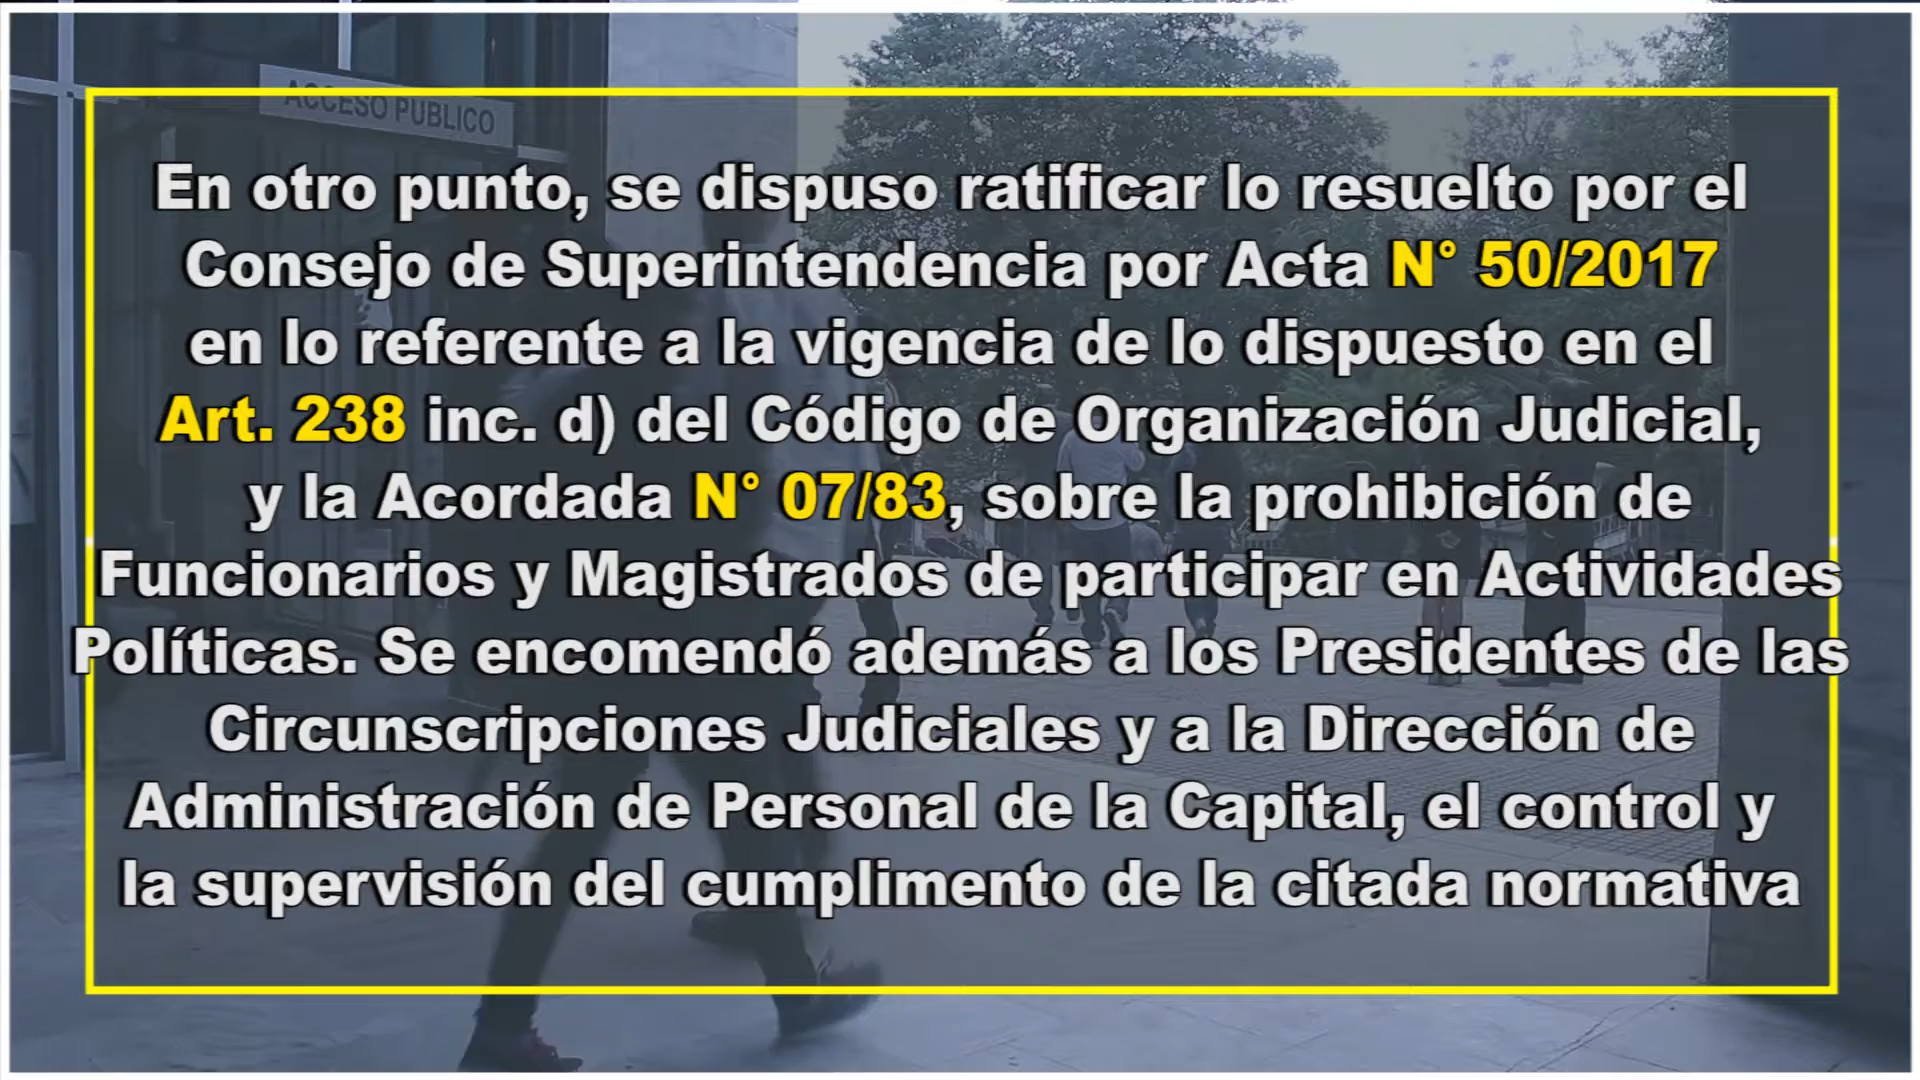 ACCESO PUBLICO
En otro punto, se dispuso ratificar lo resuelto por el
Consejo de Superintendencia por Acta N° 50/2017
en lo referente a la vigencia de lo dispuesto en el
Art. 238 inc. d) del Código de Organización Judicial,
y la Acordada N° 07/83, sobre la prohibición de
Funcionarios y Magistrados de participar en Actividades
Políticas. Se encomendó además a los Presidentes de las
Circunscripciones Judiciales y a la Dirección de
Administración de Personal de la Capital, el control y
la supervisión del cumplimento de la citada normativa